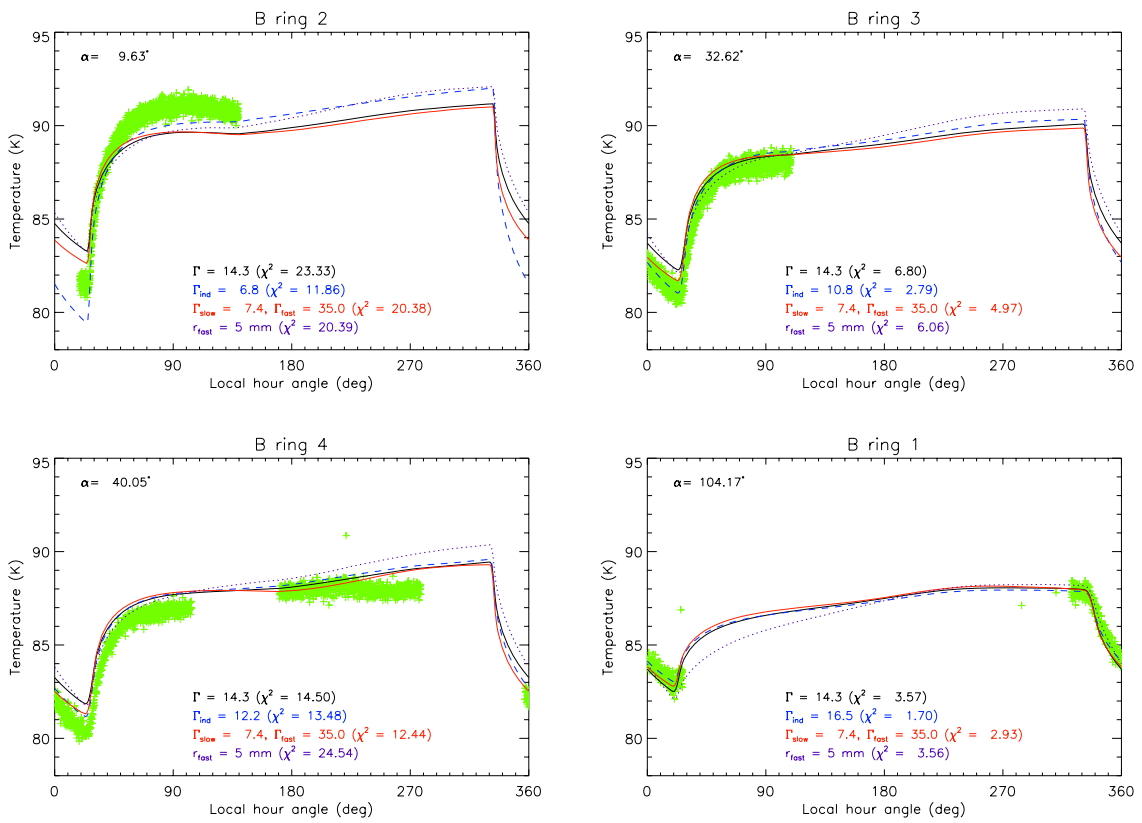 B ring 2
α= 9.63°
95
90
85
80
Temperature (K)
Γ = 14.3 (χ² = 23.33)
Γind = 6.8 (χ² = 11.86)
Γslow = 7.4, Γfast = 35.0 (χ² = 20.38)
rfast = 5 mm (χ² = 20.39)
0 90 180 270 360
Local hour angle (deg)
B ring 3
α= 32.62°
95
90
85
80
Temperature (K)
Γ = 14.3 (χ² = 6.80)
Γind = 10.8 (χ² = 2.79)
Γslow = 7.4, Γfast = 35.0 (χ² = 4.97)
rfast = 5 mm (χ² = 6.06)
0 90 180 270 360
Local hour angle (deg)
B ring 4
α= 40.05°
95
90
85
80
Temperature (K)
Γ = 14.3 (χ² = 14.50)
Γind = 12.2 (χ² = 13.48)
Γslow = 7.4, Γfast = 35.0 (χ² = 12.44)
rfast = 5 mm (χ² = 24.54)
0 90 180 270 360
Local hour angle (deg)
B ring 1
α= 104.17°
95
90
85
80
Temperature (K)
Γ = 14.3 (χ² = 3.57)
Γind = 16.5 (χ² = 1.70)
Γslow = 7.4, Γfast = 35.0 (χ² = 2.93)
rfast = 5 mm (χ² = 3.56)
0 90 180 270 360
Local hour angle (deg)